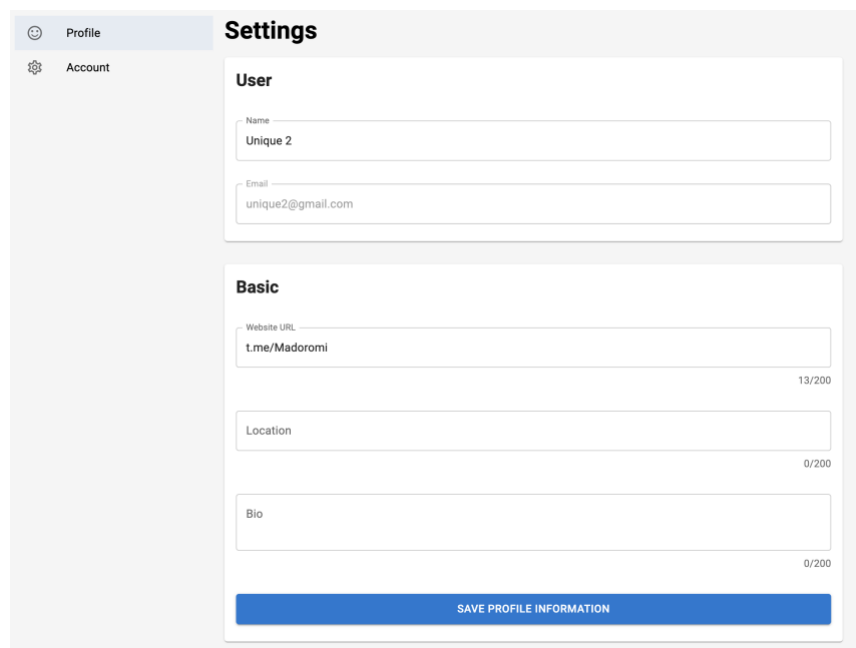 Profile
Account
Settings
User
Name
Unique 2
Email
unique2@gmail.com
Basic
Website URL
t.me/Madoromi
13/200
Location
0/200
Bio
0/200
SAVE PROFILE INFORMATION